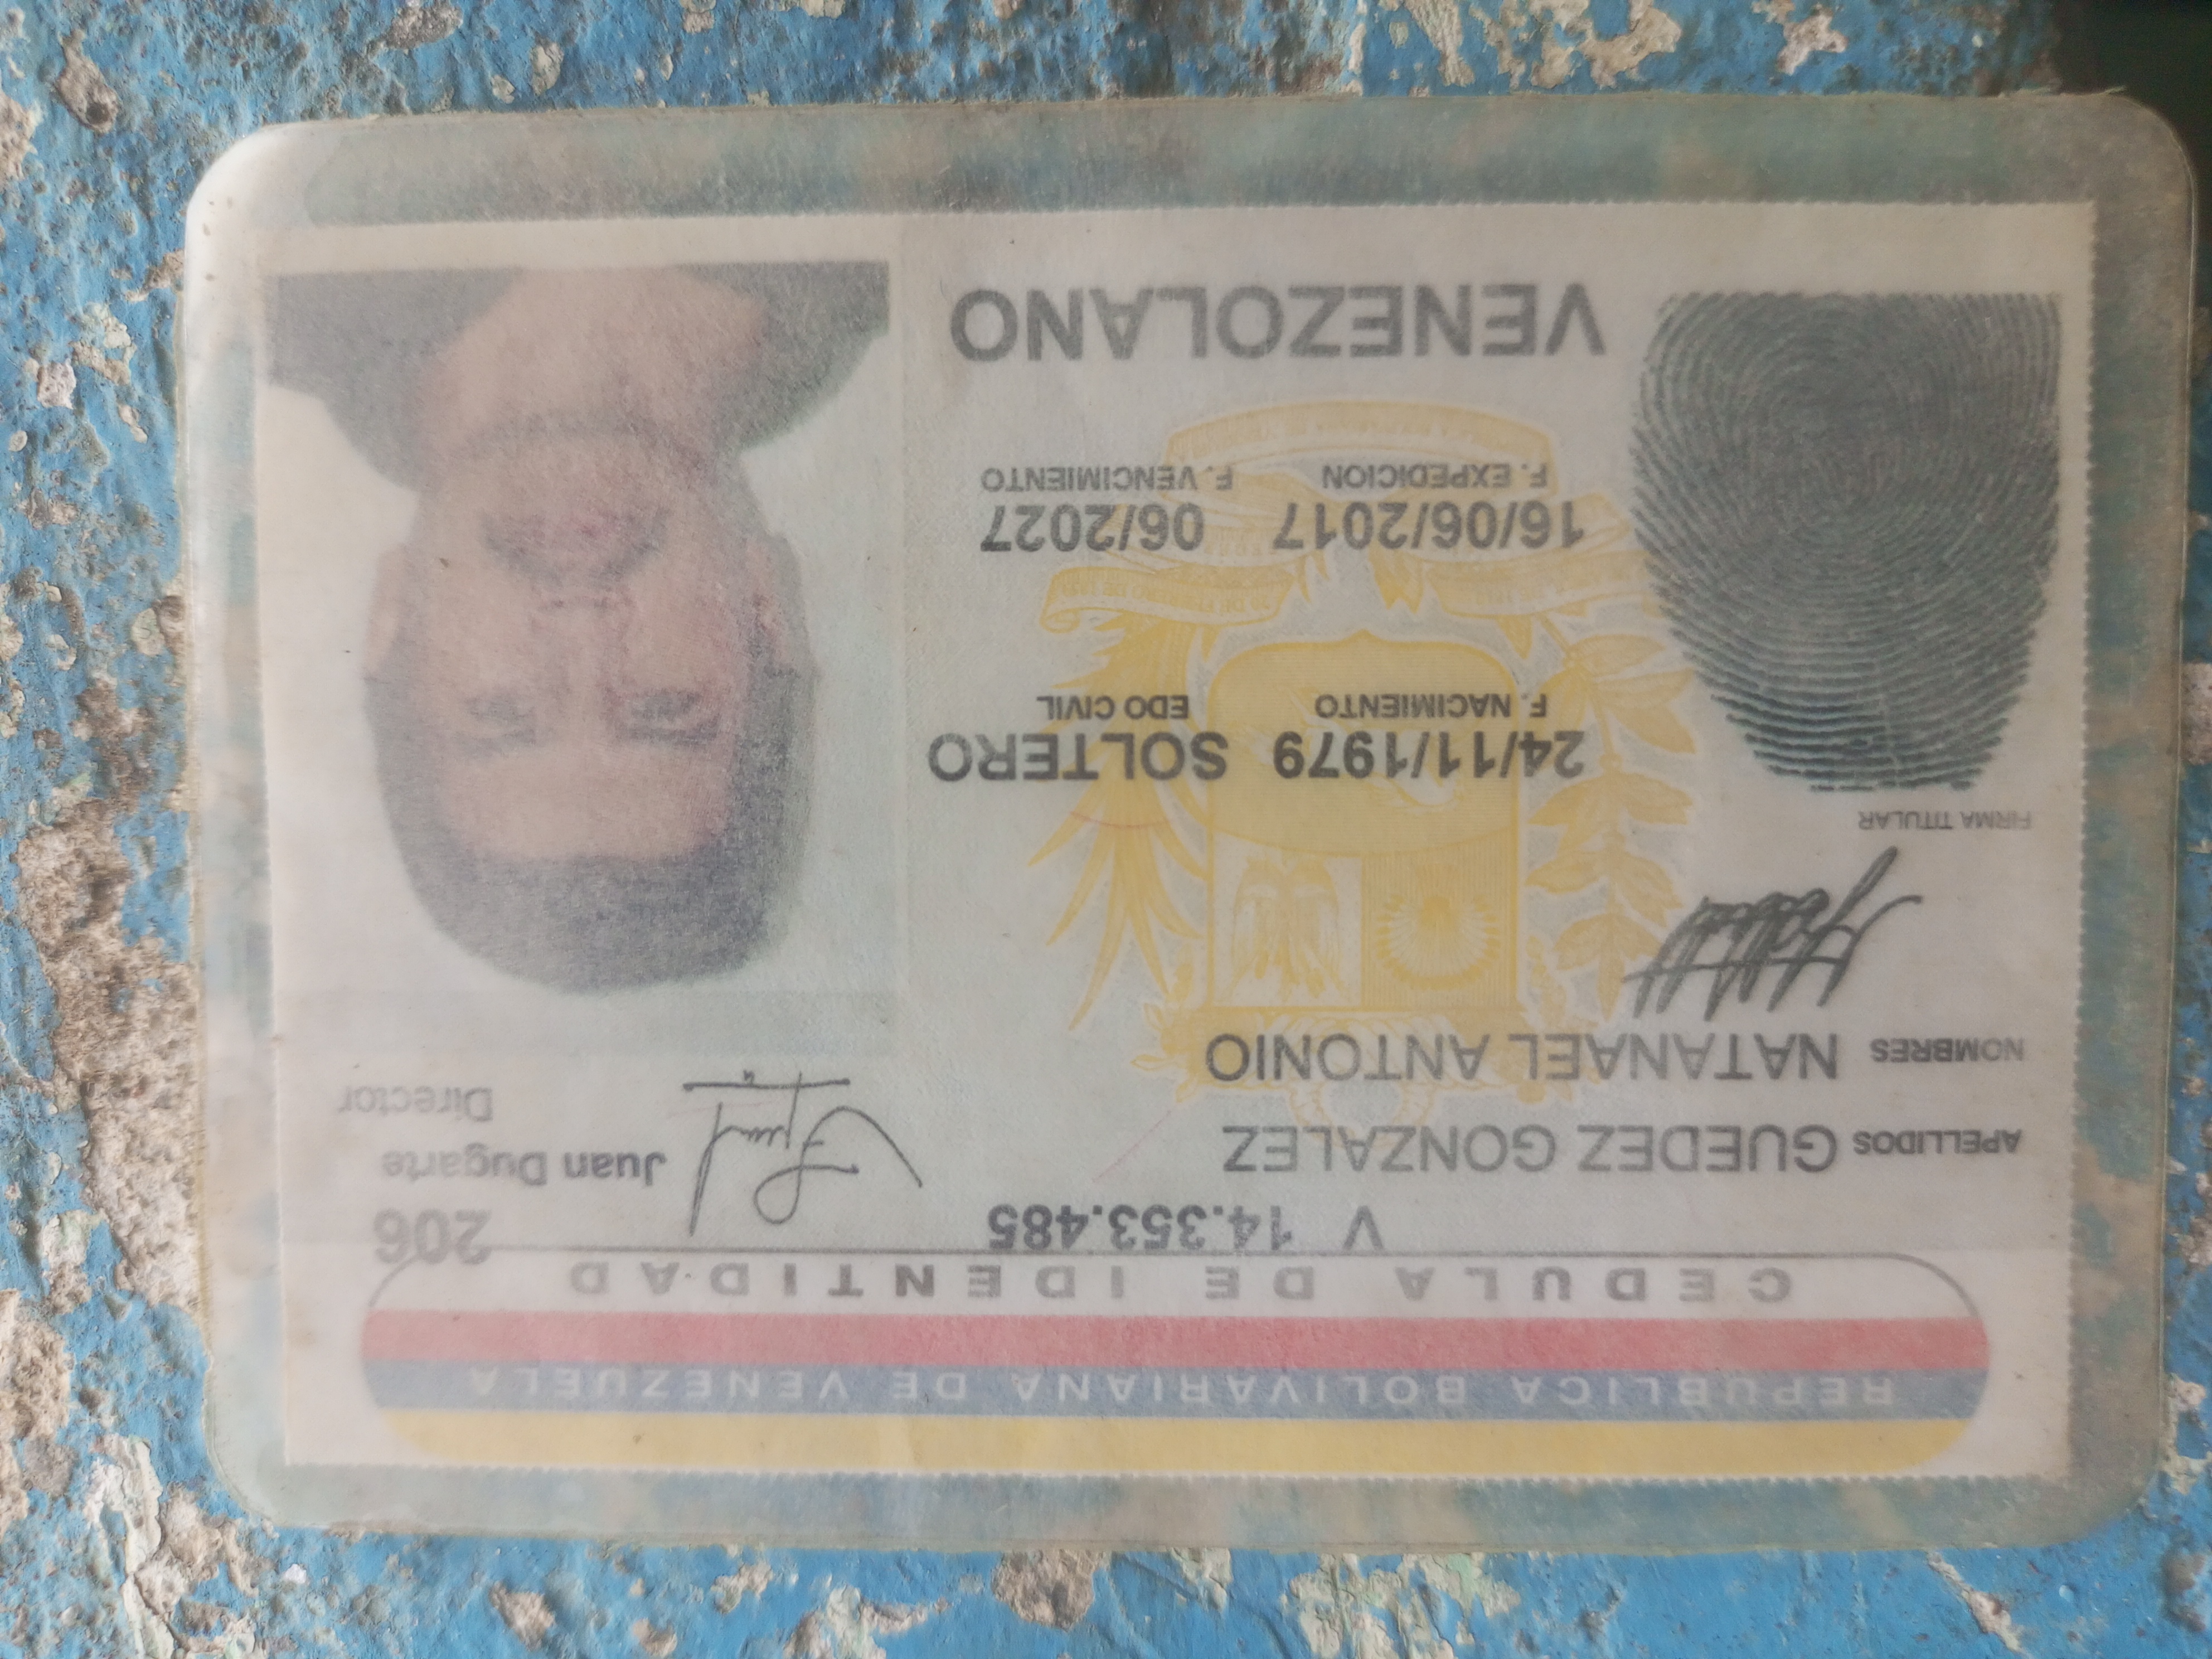 REPUBLICA BOLIVARIANA DE VENEZUELA
CEDULA DE IDENTIDAD
V 14.353.485
206
APELLIDOS GUEDEZ GONZALEZ
Juan Dugarte
Director
NOMBRES NATANAEL ANTONIO
FIRMA TITULAR
24/11/1979 SOLTERO
F. NACIMIENTO EDO CIVIL
16/06/2017 06/2027
F. EXPEDICION F. VENCIMIENTO
VENEZOLANO